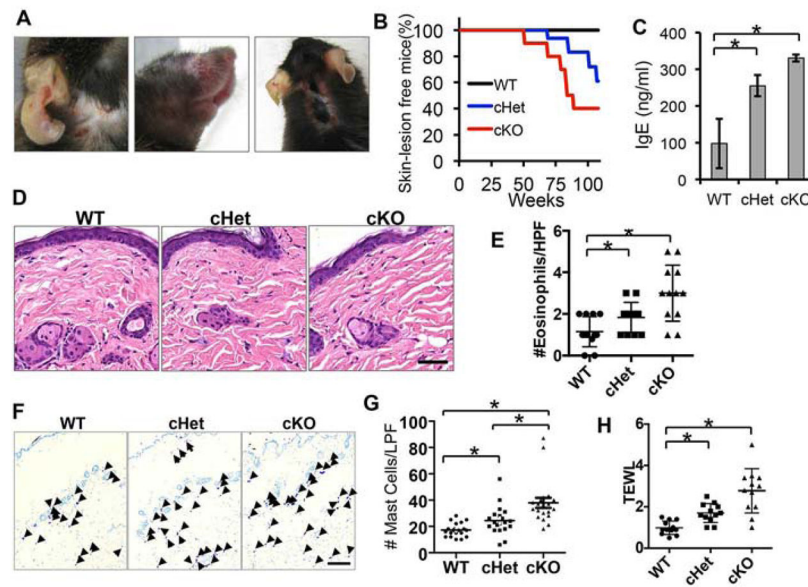 A
B
Skin-lesion free mice(%)
100
80
60
40
20
0
WT
cHet
cKO
0 25 50 75 100
Weeks
C
IgE (ng/ml)
400
300
200
100
0
* *
WT cHet cKO
D
WT cHet cKO
E
#Eosinophils/HPF
6
4
2
0
*
*
WT cHet cKO
F
WT cHet cKO
G
# Mast Cells/LPF
100
80
60
40
20
0
*
*
*
WT cHet cKO
H
TEWL
6
4
2
0
*
*
WT cHet cKO